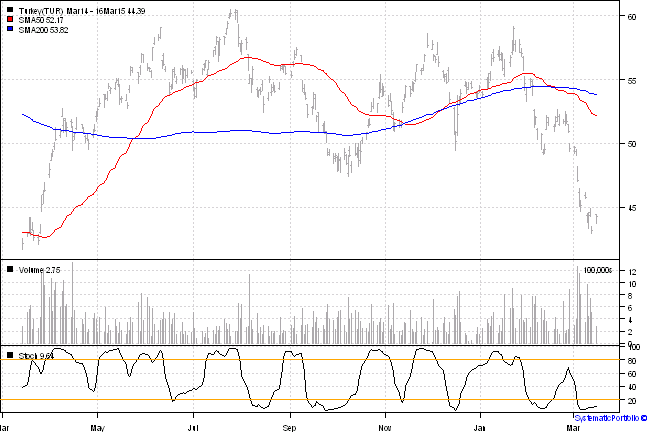 Turkey(TUR) Mar14 - 16Mar15 44.39
SMA50 52.17
SMA200 53.82
60
55
50
45
Volume 2.75
100,000s
12
10
8
6
4
2
0
Stoch 9.64
100
80
60
40
20
Mar
May
Jul
Sep
Nov
Jan
Mar
SystematicPortfolio ©